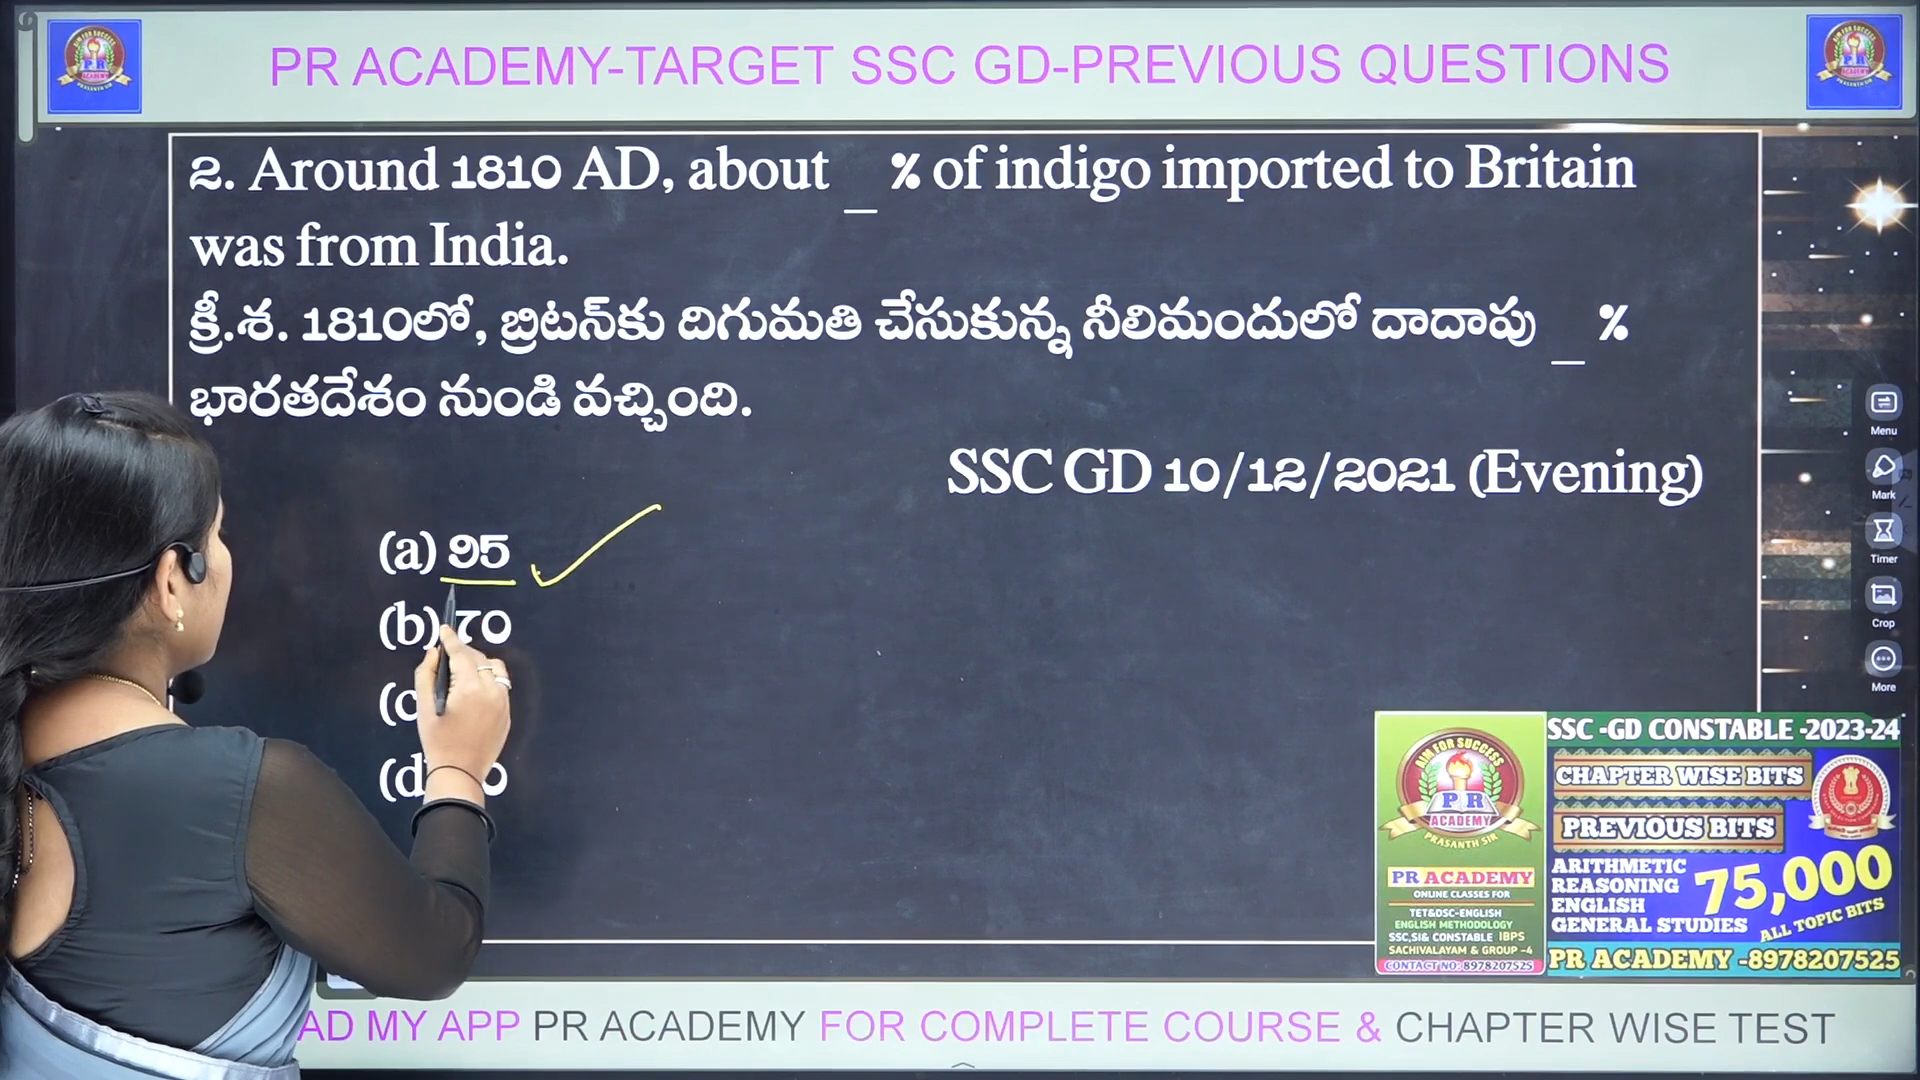 PR ACADEMY-TARGET SSC GD-PREVIOUS QUESTIONS
2. Around 1810 AD, about _ % of indigo imported to Britain
was from India.
క్రీ.శ. 1810లో, బ్రిటన్‌కు దిగుమతి చేసుకున్న నీలిమందులో దాదాపు _ %
భారతదేశం నుండి వచ్చింది.
SSC GD 10/12/2021 (Evening)
(a) 95
(b) 70
(c
(d
Menu
Mark
Timer
Crop
More
AIM FOR SUCCESS
PR
ACADEMY
PRASANTH SIR
PR ACADEMY
ONLINE CLASSES FOR
TET&DSC-ENGLISH
ENGLISH METHODOLOGY
SSC,SI& CONSTABLE IBPS
SACHIVALAYAM & GROUP -4
CONTACT NO: 8978207525
SSC -GD CONSTABLE -2023-24
CHAPTER WISE BITS
PREVIOUS BITS
ARITHMETIC
REASONING
ENGLISH
GENERAL STUDIES
75,000
ALL TOPIC BITS
PR ACADEMY -8978207525
AD MY APP PR ACADEMY FOR COMPLETE COURSE & CHAPTER WISE TEST